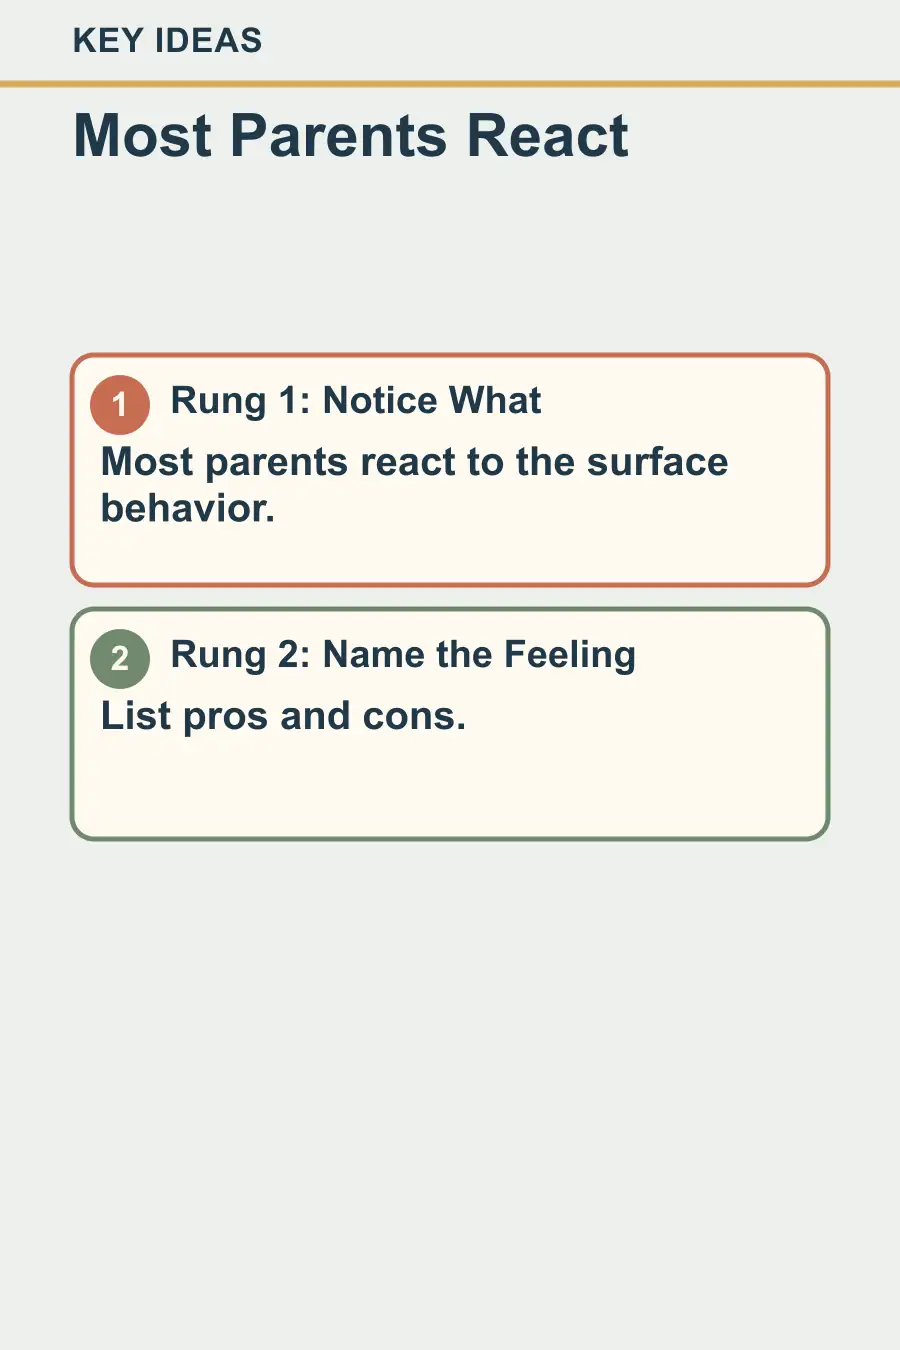 KEY IDEAS
Most Parents React
1 Rung 1: Notice What
Most parents react to the surface
behavior.
2 Rung 2: Name the Feeling
List pros and cons.